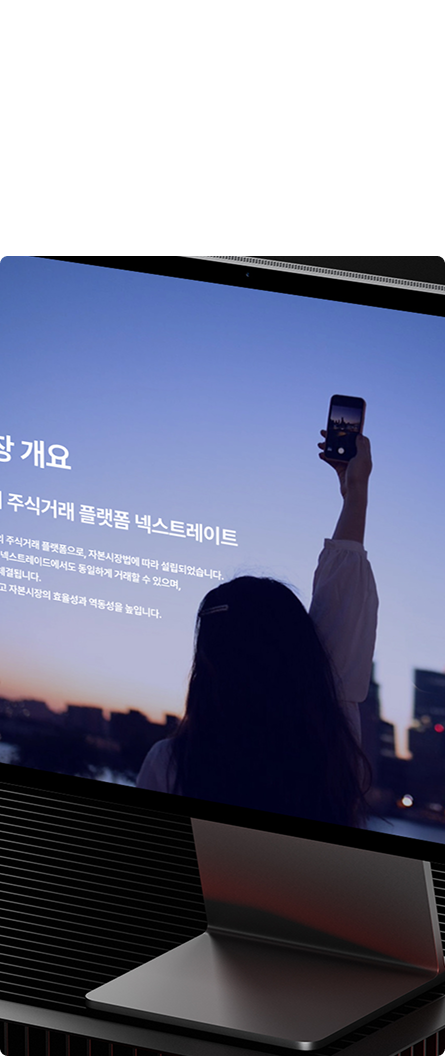 장 개요
주식거래 플랫폼 넥스트레이트
주식거래 플랫폼으로, 자본시장법에 따라 설립되었습니다.
넥스트레이드에서도 동일하게 거래할 수 있으며,
체결됩니다.
고 자본시장의 효율성과 역동성을 높입니다.